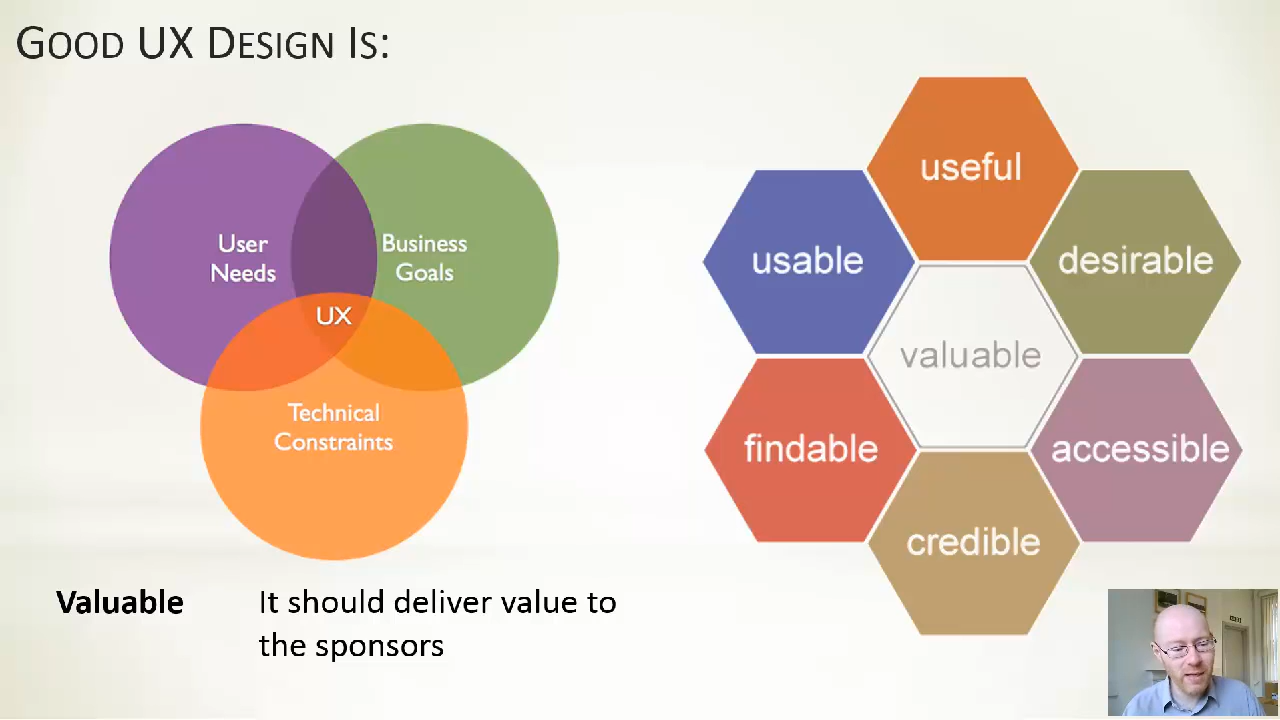 GOOD UX DESIGN IS:
User
Needs
Business
Goals
UX
Technical
Constraints
useful
usable
desirable
valuable
findable
accessible
credible
Valuable
It should deliver value to
the sponsors